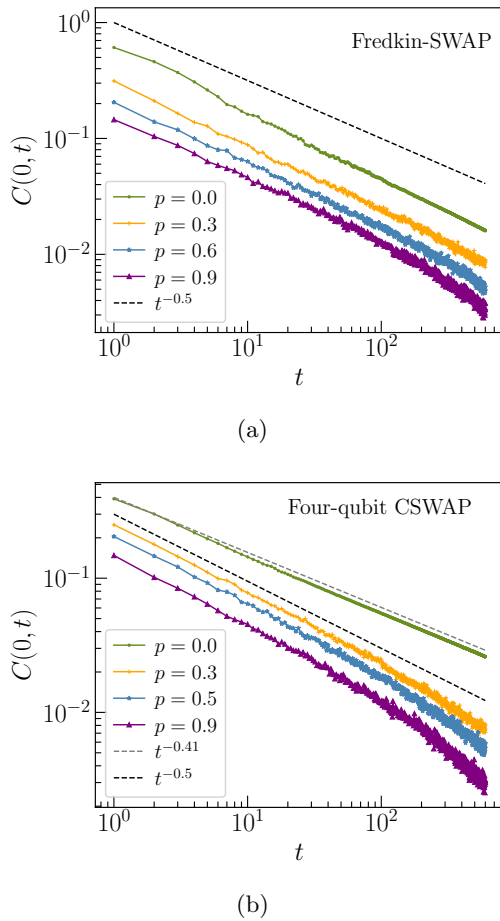 Fredkin-SWAP
C(0, t)
10^0
10^{-1}
10^{-2}
p = 0.0
p = 0.3
p = 0.6
p = 0.9
t^{-0.5}
10^0
10^1
10^2
t
(a)
Four-qubit CSWAP
C(0, t)
10^{-1}
10^{-2}
p = 0.0
p = 0.3
p = 0.5
p = 0.9
t^{-0.41}
t^{-0.5}
10^0
10^1
10^2
t
(b)